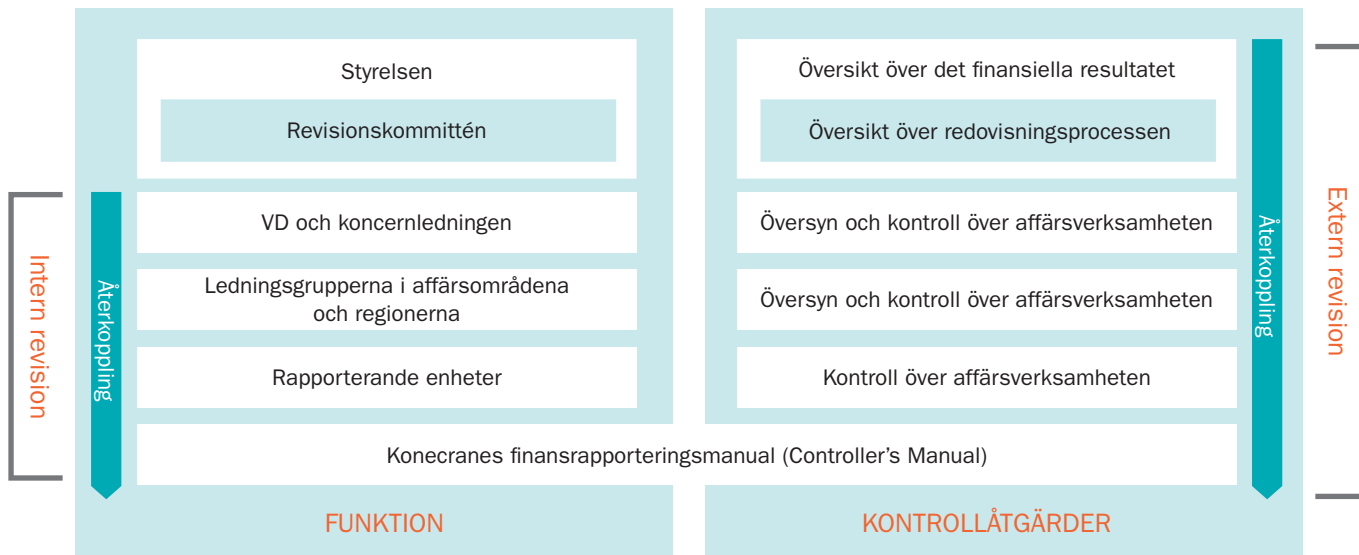 Styrelsen
Revisionskommittén
VD och koncernledningen
Ledningsgrupperna i affärsområdena
och regionerna
Rapporterande enheter
Översikt över det finansiella resultatet
Översikt över redovisningsprocessen
Översyn och kontroll över affärsverksamheten
Översyn och kontroll över affärsverksamheten
Kontroll över affärsverksamheten
Konecranes finansrapporteringsmanual (Controller’s Manual)
FUNKTION
KONTROLLÅTGÄRDER
Intern revision
Återkoppling
Återkoppling
Extern revision